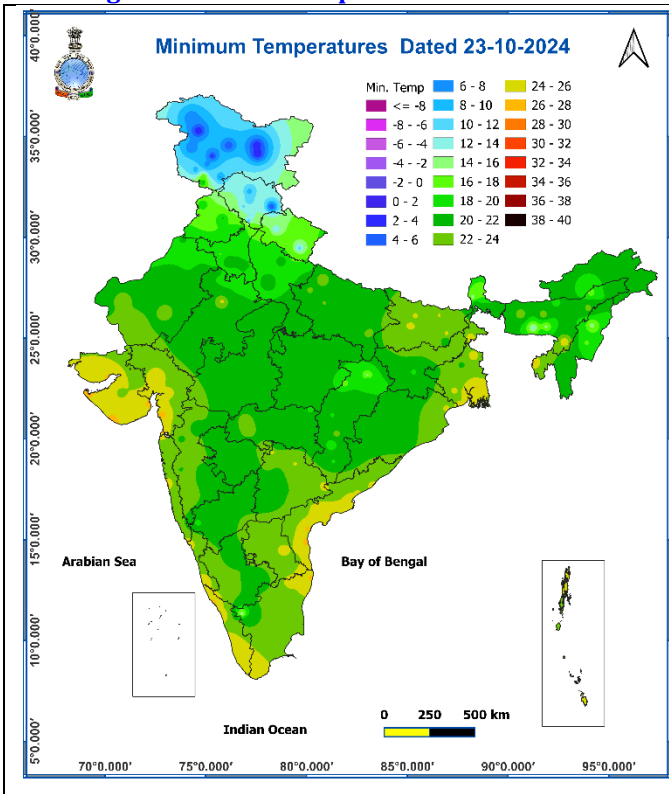 Minimum Temperatures Dated 23-10-2024
Min. Temp
<= -8
-8 - -6
-6 - -4
-4 - -2
-2 - 0
0 - 2
2 - 4
4 - 6
6 - 8
8 - 10
10 - 12
12 - 14
14 - 16
16 - 18
18 - 20
20 - 22
22 - 24
24 - 26
26 - 28
28 - 30
30 - 32
32 - 34
34 - 36
36 - 38
38 - 40
40°0.000'
35°0.000'
30°0.000'
25°0.000'
20°0.000'
15°0.000'
10°0.000'
5°0.000'
Arabian Sea
Bay of Bengal
Indian Ocean
0 250 500 km
70°0.000' 75°0.000' 80°0.000' 85°0.000' 90°0.000' 95°0.000'